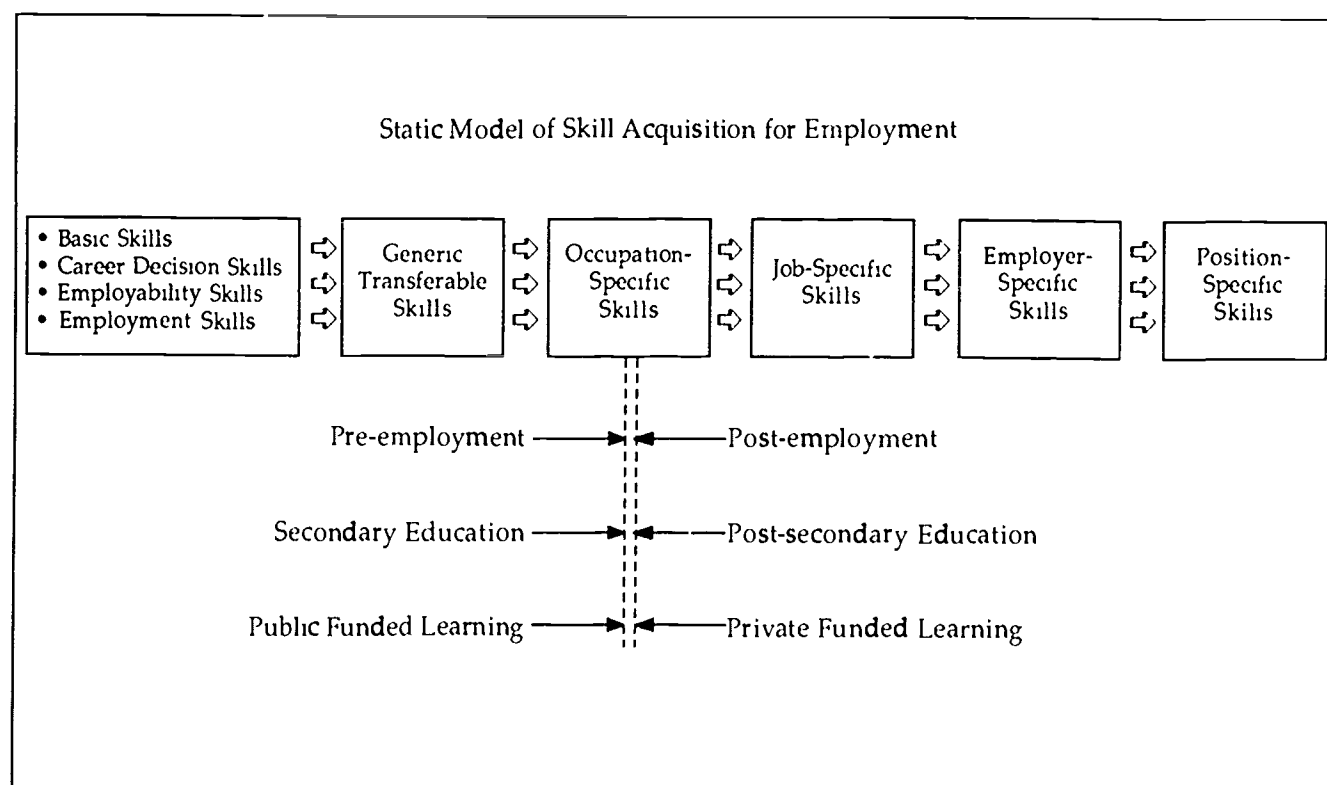 Static Model of Skill Acquisition for Employment
• Basic Skills
• Career Decision Skills
• Employability Skills
• Employment Skills
Generic
Transferable
Skills
Occupation-
Specific
Skills
Job-Specific
Skills
Employer-
Specific
Skills
Position-
Specific
Skills
Pre-employment
Post-employment
Secondary Education
Post-secondary Education
Public Funded Learning
Private Funded Learning